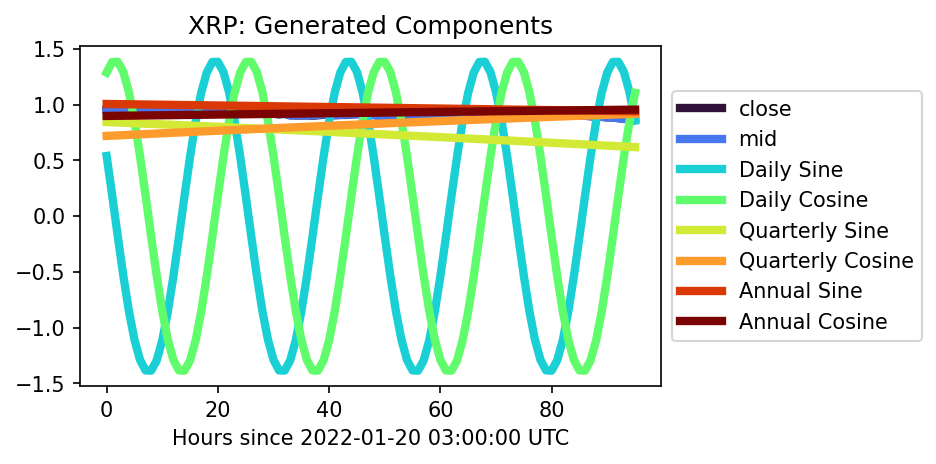 XRP: Generated Components
1.5
1.0
0.5
0.0
−0.5
−1.0
−1.5
0
20
40
60
80
Hours since 2022-01-20 03:00:00 UTC
close
mid
Daily Sine
Daily Cosine
Quarterly Sine
Quarterly Cosine
Annual Sine
Annual Cosine